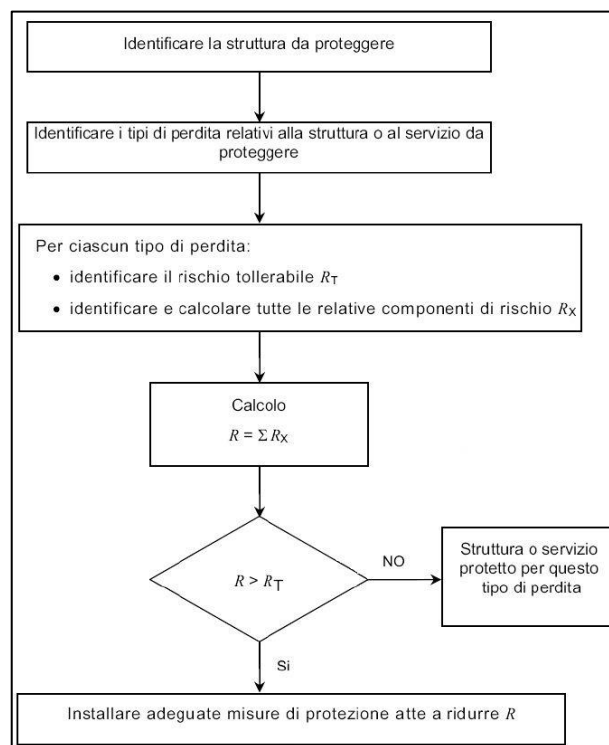 Identificare la struttura da proteggere
Identificare i tipi di perdita relativi alla struttura o al servizio da
proteggere
Per ciascun tipo di perdita:
• identificare il rischio tollerabile RT
• identificare e calcolare tutte le relative componenti di rischio RX
Calcolo
R = Σ RX
R > RT
NO
Struttura o servizio
protetto per questo
tipo di perdita
Si
Installare adeguate misure di protezione atte a ridurre R